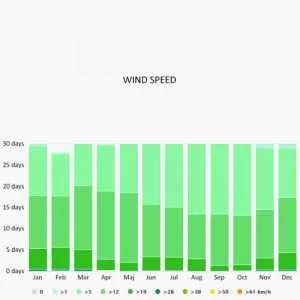 WIND SPEED
30 days
25 days
20 days
15 days
10 days
5 days
0 days
Jan Feb Mar Apr Maj Jun Jul Aug Sep Oct Nov Dec
0 >1 >5 >12 >19 >28 >38 >50 >61 km/h